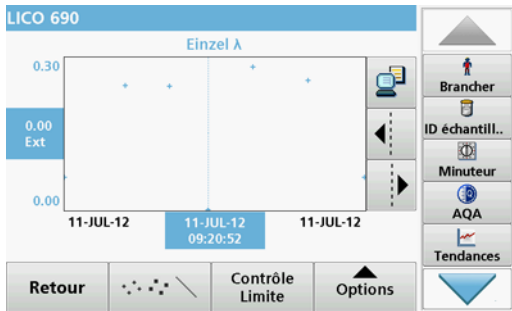 LICO 690
Einzel λ
0.30
0.00
Ext
0.00
11-JUL-12
11-JUL-12
09:20:52
11-JUL-12
Retour
Contrôle
Limite
Options
Brancher
ID échantill..
Minuteur
AQA
Tendances